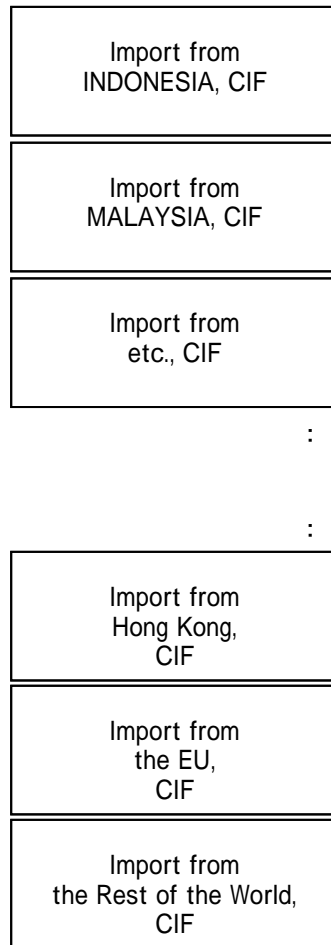 Import from
INDONESIA, CIF
Import from
MALAYSIA, CIF
Import from
etc., CIF
:
:
Import from
Hong Kong,
CIF
Import from
the EU,
CIF
Import from
the Rest of the World,
CIF